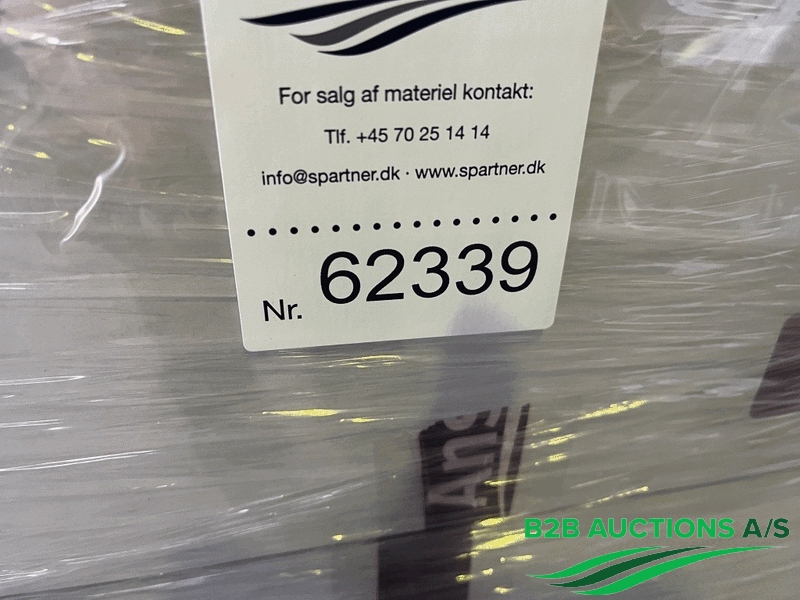 For salg af materiel kontakt:
Tlf. +45 70 25 14 14
info@spartner.dk · www.spartner.dk
Nr. 62339
B2B AUCTIONS A/S